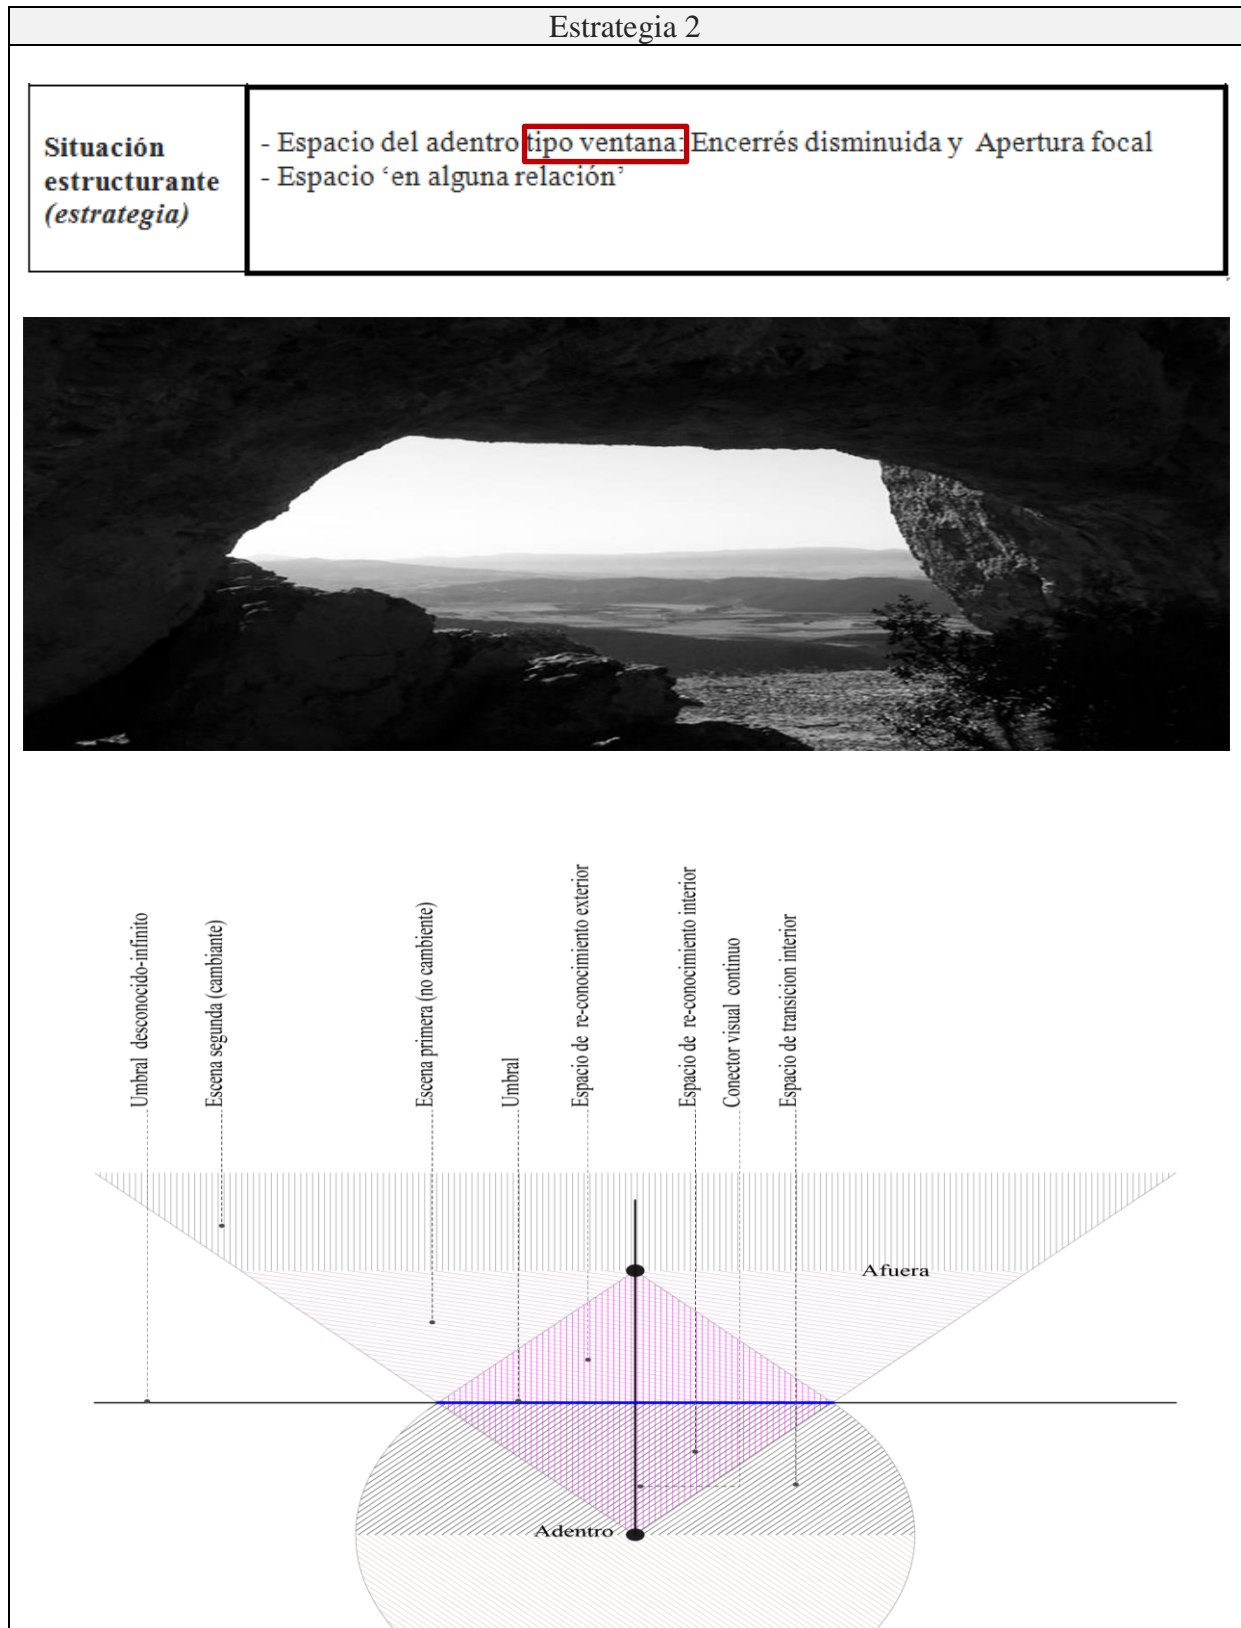 Estrategia 2
Situación
estructurante
(estrategia)
- Espacio del adentro tipo ventana: Encerrés disminuida y Apertura focal
- Espacio ‘en alguna relación’
Umbral desconocido-infinito
Escena segunda (cambiante)
Escena primera (no cambiente)
Umbral
Espacio de re-conocimiento exterior
Espacio de re-conocimiento interior
Conector visual continuo
Espacio de transicion interior
Afuera
Adentro